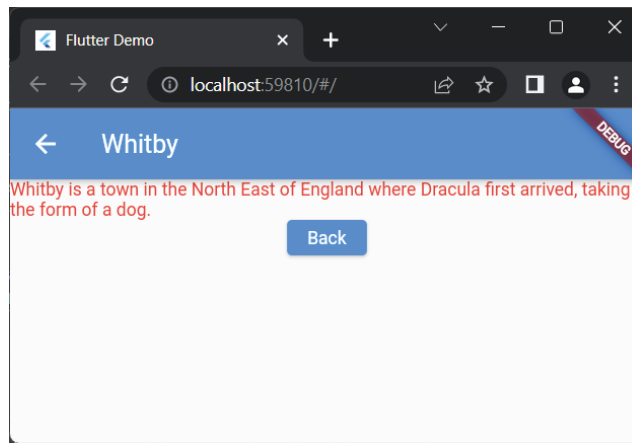 Flutter Demo
localhost:59810/#/
Whitby
DEBUG
Whitby is a town in the North East of England where Dracula first arrived, taking
the form of a dog.
Back